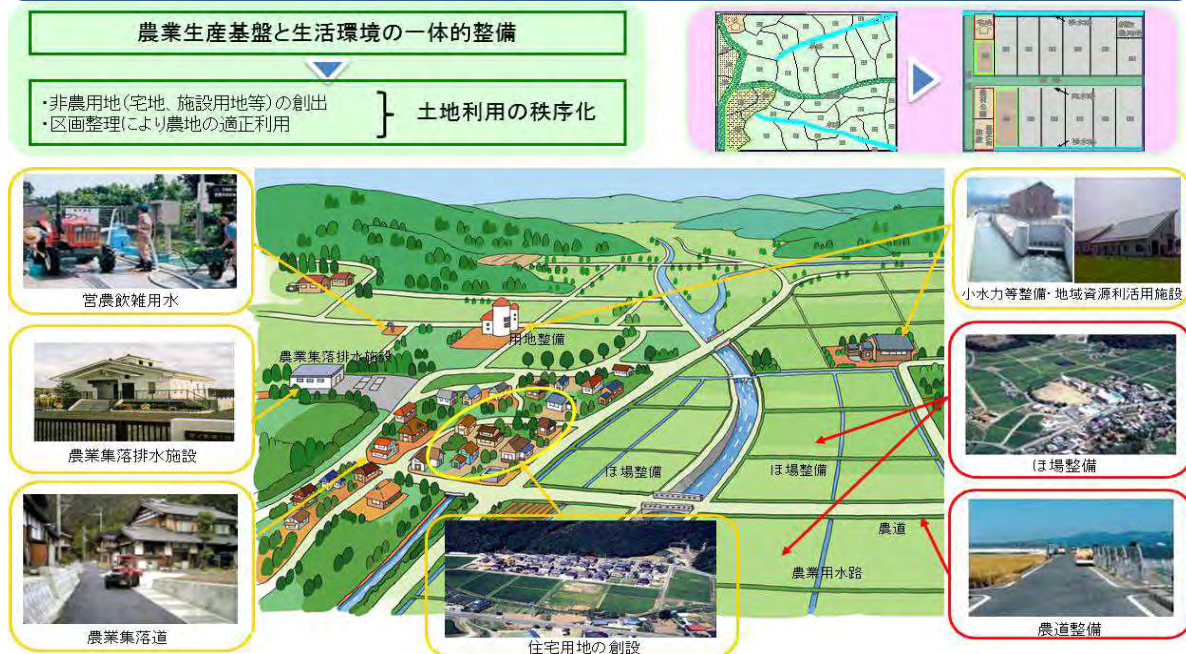 農業生産基盤と生活環境の一体的整備
・非農用地(宅地、施設用地等)の創出
・区画整理により農地の適正利用
土地利用の秩序化
営農飲雑用水
農業集落排水施設
農業集落道
用地整備
農業集落排水施設
ほ場整備
ほ場整備
農道
農業用水路
住宅用地の創設
小水力等整備・地域資源利活用施設
ほ場整備
農道整備